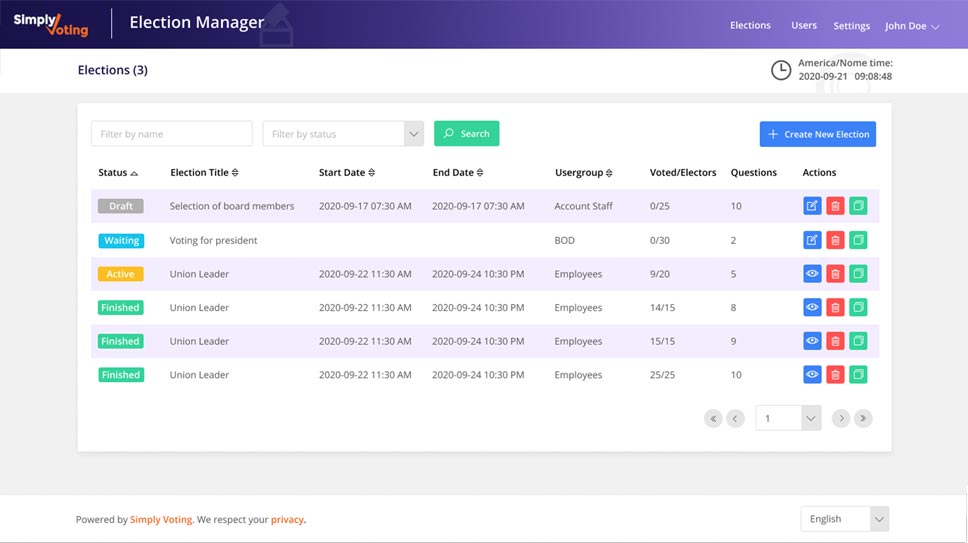 Simply Voting
Election Manager
Elections Users Settings John Doe
Elections (3)
America/Nome time:
2020-09-21 09:08:48
Filter by name Filter by status Search Create New Election
Status Election Title Start Date End Date Usergroup Voted/Electors Questions Actions
Draft Selection of board members 2020-09-17 07:30 AM 2020-09-17 07:30 AM Account Staff 0/25 10
Waiting Voting for president BOD 0/30 2
Active Union Leader 2020-09-22 11:30 AM 2020-09-24 10:30 PM Employees 9/20 5
Finished Union Leader 2020-09-22 11:30 AM 2020-09-24 10:30 PM Employees 14/15 8
Finished Union Leader 2020-09-22 11:30 AM 2020-09-24 10:30 PM Employees 15/15 9
Finished Union Leader 2020-09-22 11:30 AM 2020-09-24 10:30 PM Employees 25/25 10
1
Powered by Simply Voting. We respect your privacy.
English